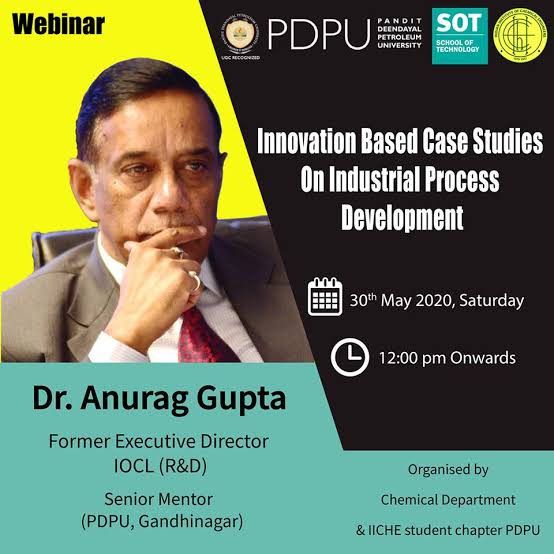 Webinar
UGC RECOGNIZED
PDPU
PANDIT
DEENDAYAL
PETROLEUM
UNIVERSITY
SOT
SCHOOL OF
TECHNOLOGY
Innovation Based Case Studies
On Industrial Process
Development
30th May 2020, Saturday
12:00 pm Onwards
Dr. Anurag Gupta
Former Executive Director
IOCL (R&D)
Senior Mentor
(PDPU, Gandhinagar)
Organised by
Chemical Department
& IICHE student chapter PDPU